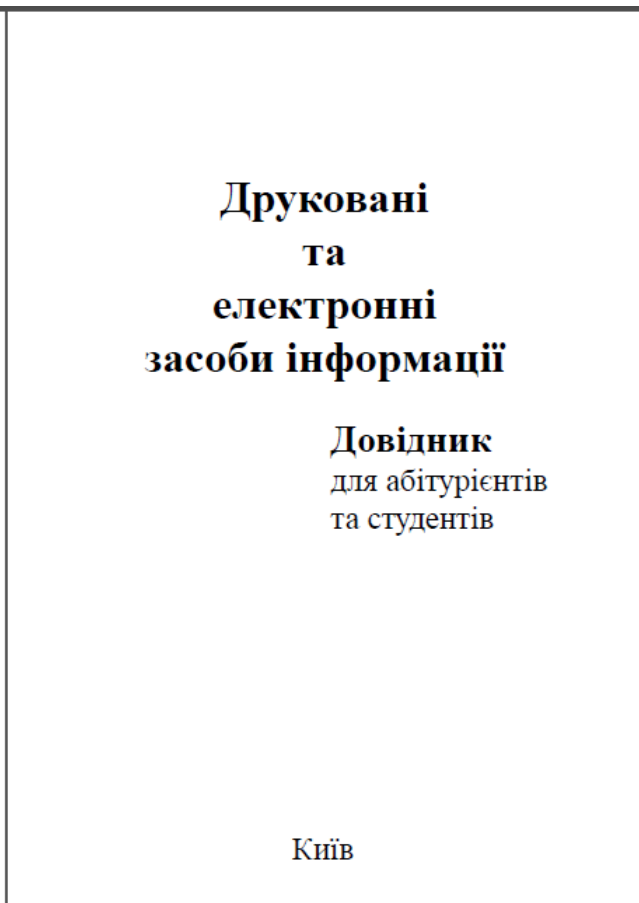 Друковані
та
електронні
засоби інформації
Довідник
для абітурієнтів
та студентів
Київ